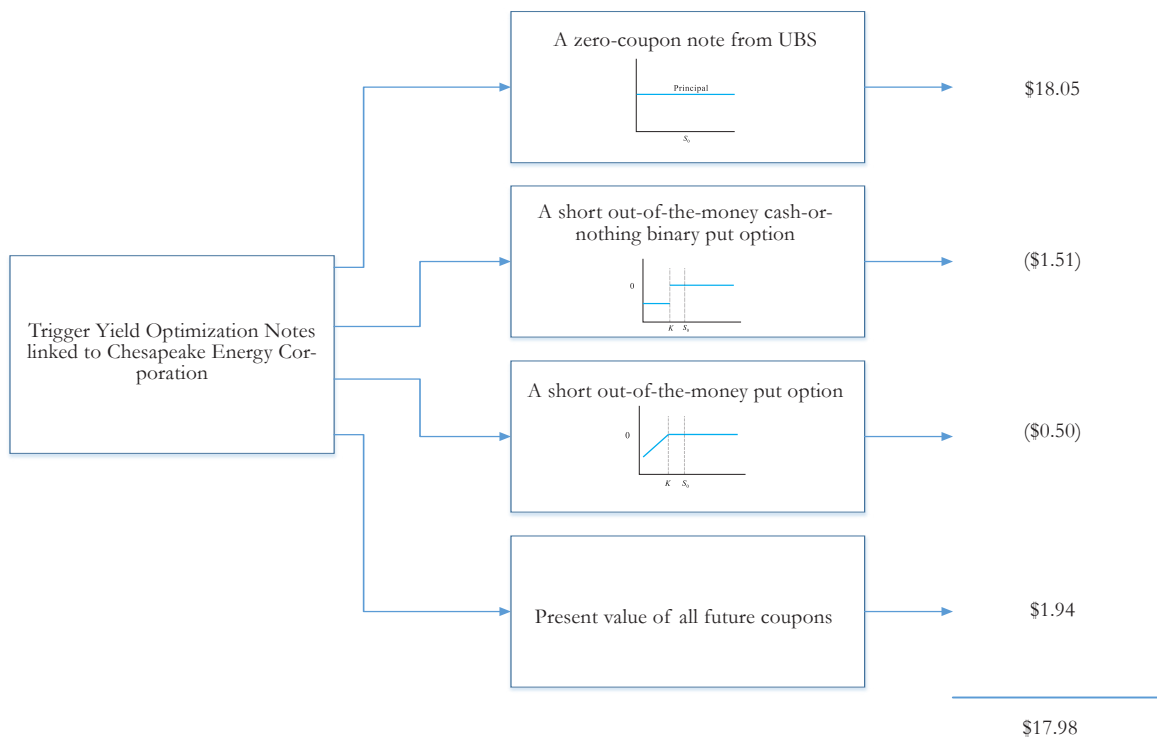 A zero-coupon note from UBS
Principal
S0
$18.05
A short out-of-the-money cash-or-
nothing binary put option
0
K
S0
($1.51)
Trigger Yield Optimization Notes
linked to Chesapeake Energy Cor-
poration
A short out-of-the-money put option
0
K
S0
($0.50)
Present value of all future coupons
$1.94
$17.98